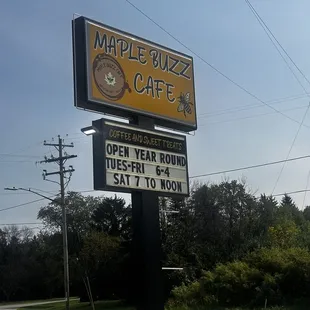 MAPLE BUZZ
CAFE
COFFEE AND SWEET TREATS
OPEN YEAR ROUND
TUES-FRI 6-4
SAT 7 TO NOON